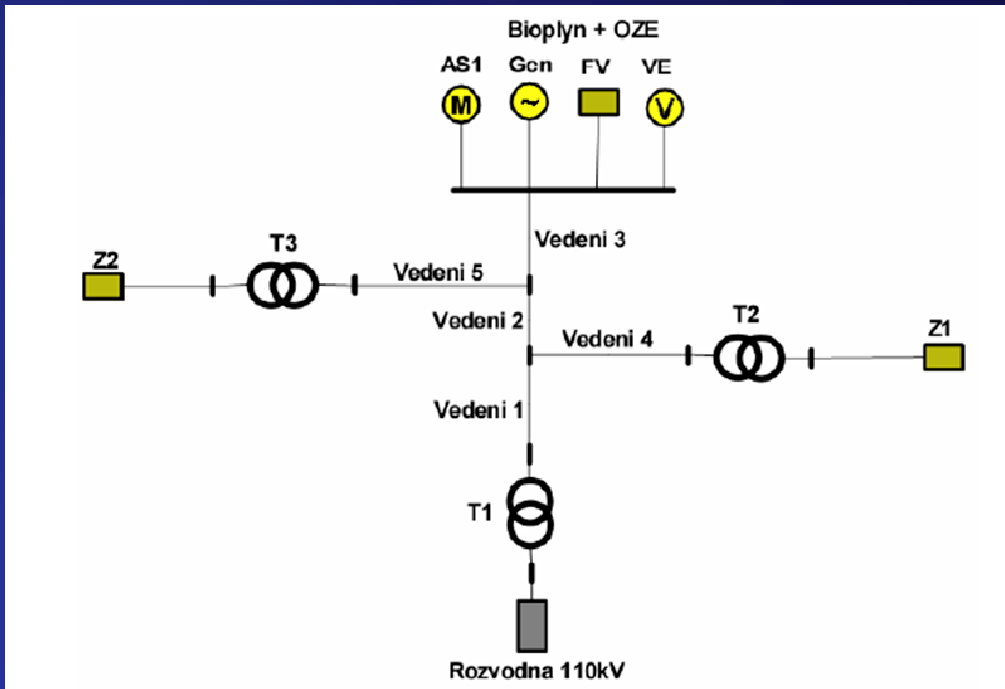 Bioplyn + OZE
AS1 Gcn FV VE
M ~ V
Vedeni 3
T3
Z2
Vedeni 5
Vedeni 2
T2
Z1
Vedeni 4
Vedeni 1
T1
Rozvodna 110kV